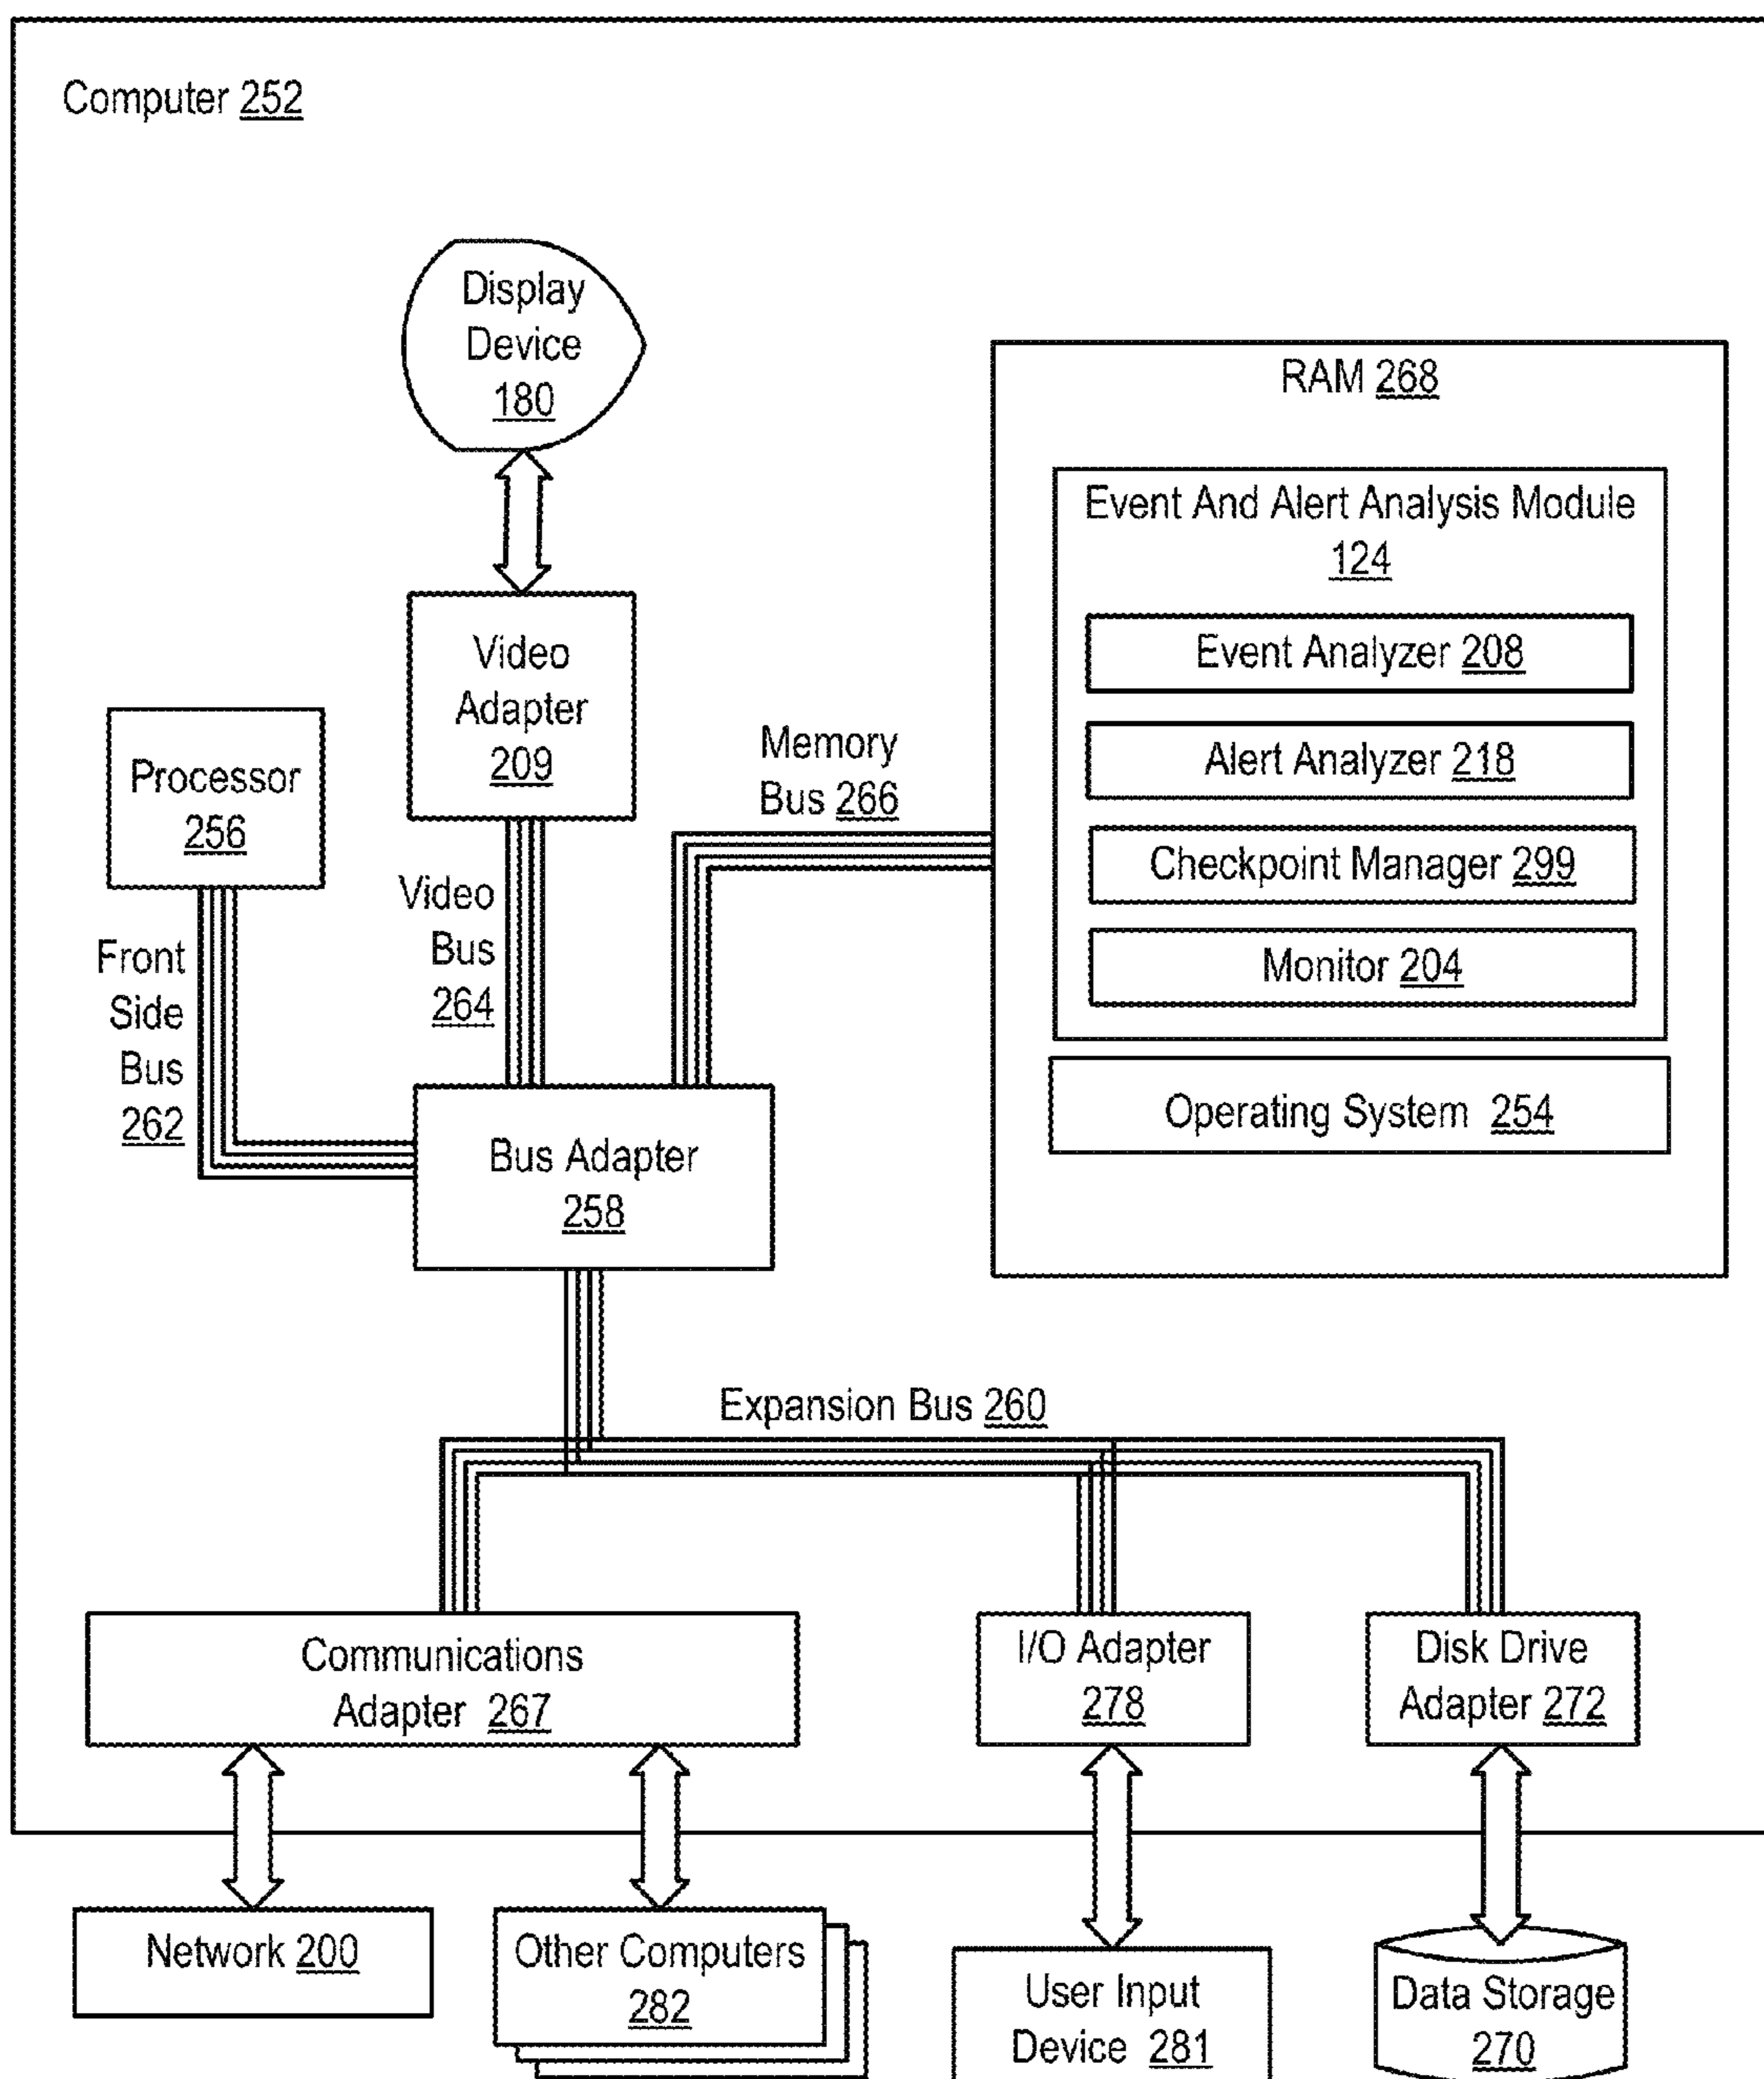 Computer 252
Display
Device
180
RAM 268
Event And Alert Analysis Module
124
Event Analyzer 208
Alert Analyzer 218
Checkpoint Manager 299
Monitor 204
Operating System 254
Video
Adapter
209
Processor
256
Memory
Bus 266
Video
Bus
264
Front
Side
Bus
262
Bus Adapter
258
Expansion Bus 260
Communications
Adapter 267
I/O Adapter
278
Disk Drive
Adapter 272
Network 200
Other Computers
282
User Input
Device 281
Data Storage
270